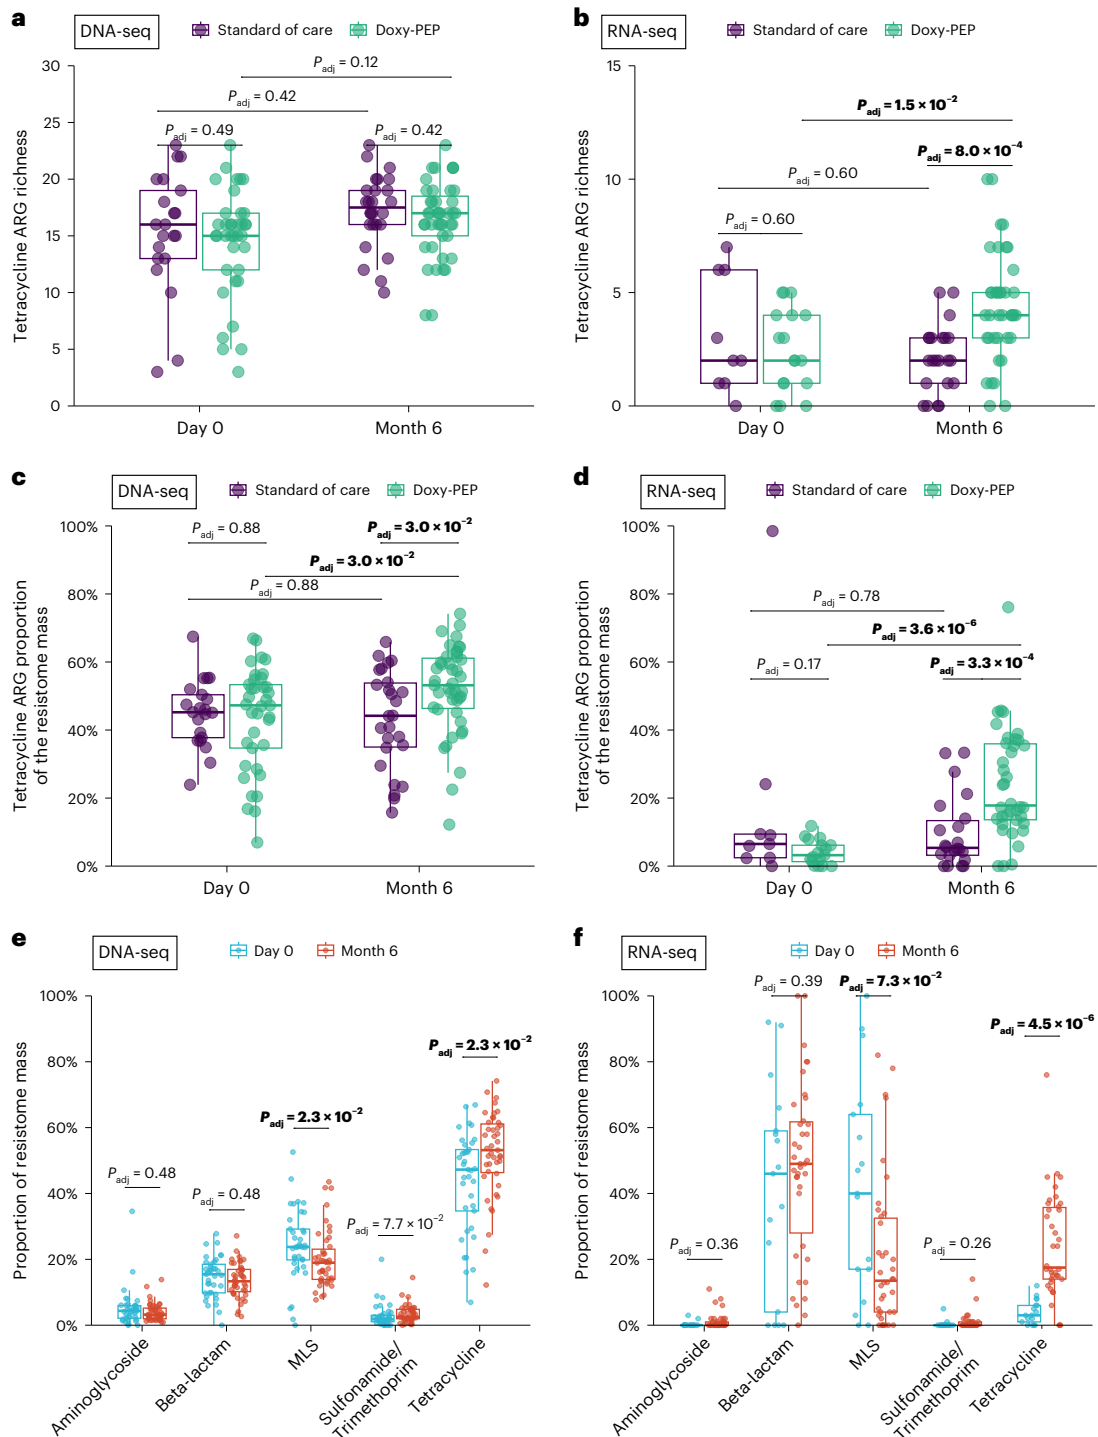 a
DNA-seq
Standard of care
Doxy-PEP
Tetracycline ARG richness
30
25
20
15
10
5
0
Padj = 0.12
Padj = 0.42
Padj = 0.49
Padj = 0.42
Day 0
Month 6
b
RNA-seq
Standard of care
Doxy-PEP
Tetracycline ARG richness
15
10
5
0
Padj = 1.5 × 10−2
Padj = 8.0 × 10−4
Padj = 0.60
Padj = 0.60
Day 0
Month 6
c
DNA-seq
Standard of care
Doxy-PEP
Tetracycline ARG proportion
of the resistome mass
100%
80%
60%
40%
20%
0%
Padj = 0.88
Padj = 3.0 × 10−2
Padj = 3.0 × 10−2
Padj = 0.88
Day 0
Month 6
d
RNA-seq
Standard of care
Doxy-PEP
Tetracycline ARG proportion
of the resistome mass
100%
80%
60%
40%
20%
0%
Padj = 0.78
Padj = 3.6 × 10−6
Padj = 0.17
Padj = 3.3 × 10−4
Day 0
Month 6
e
DNA-seq
Day 0
Month 6
Proportion of resistome mass
100%
80%
60%
40%
20%
0%
Padj = 2.3 × 10−2
Padj = 2.3 × 10−2
Padj = 0.48
Padj = 0.48
Padj = 7.7 × 10−2
Aminoglycoside
Beta-lactam
MLS
Sulfonamide/
Trimethoprim
Tetracycline
f
RNA-seq
Day 0
Month 6
Proportion of resistome mass
100%
80%
60%
40%
20%
0%
Padj = 0.39
Padj = 7.3 × 10−2
Padj = 4.5 × 10−6
Padj = 0.36
Padj = 0.26
Aminoglycoside
Beta-lactam
MLS
Sulfonamide/
Trimethoprim
Tetracycline